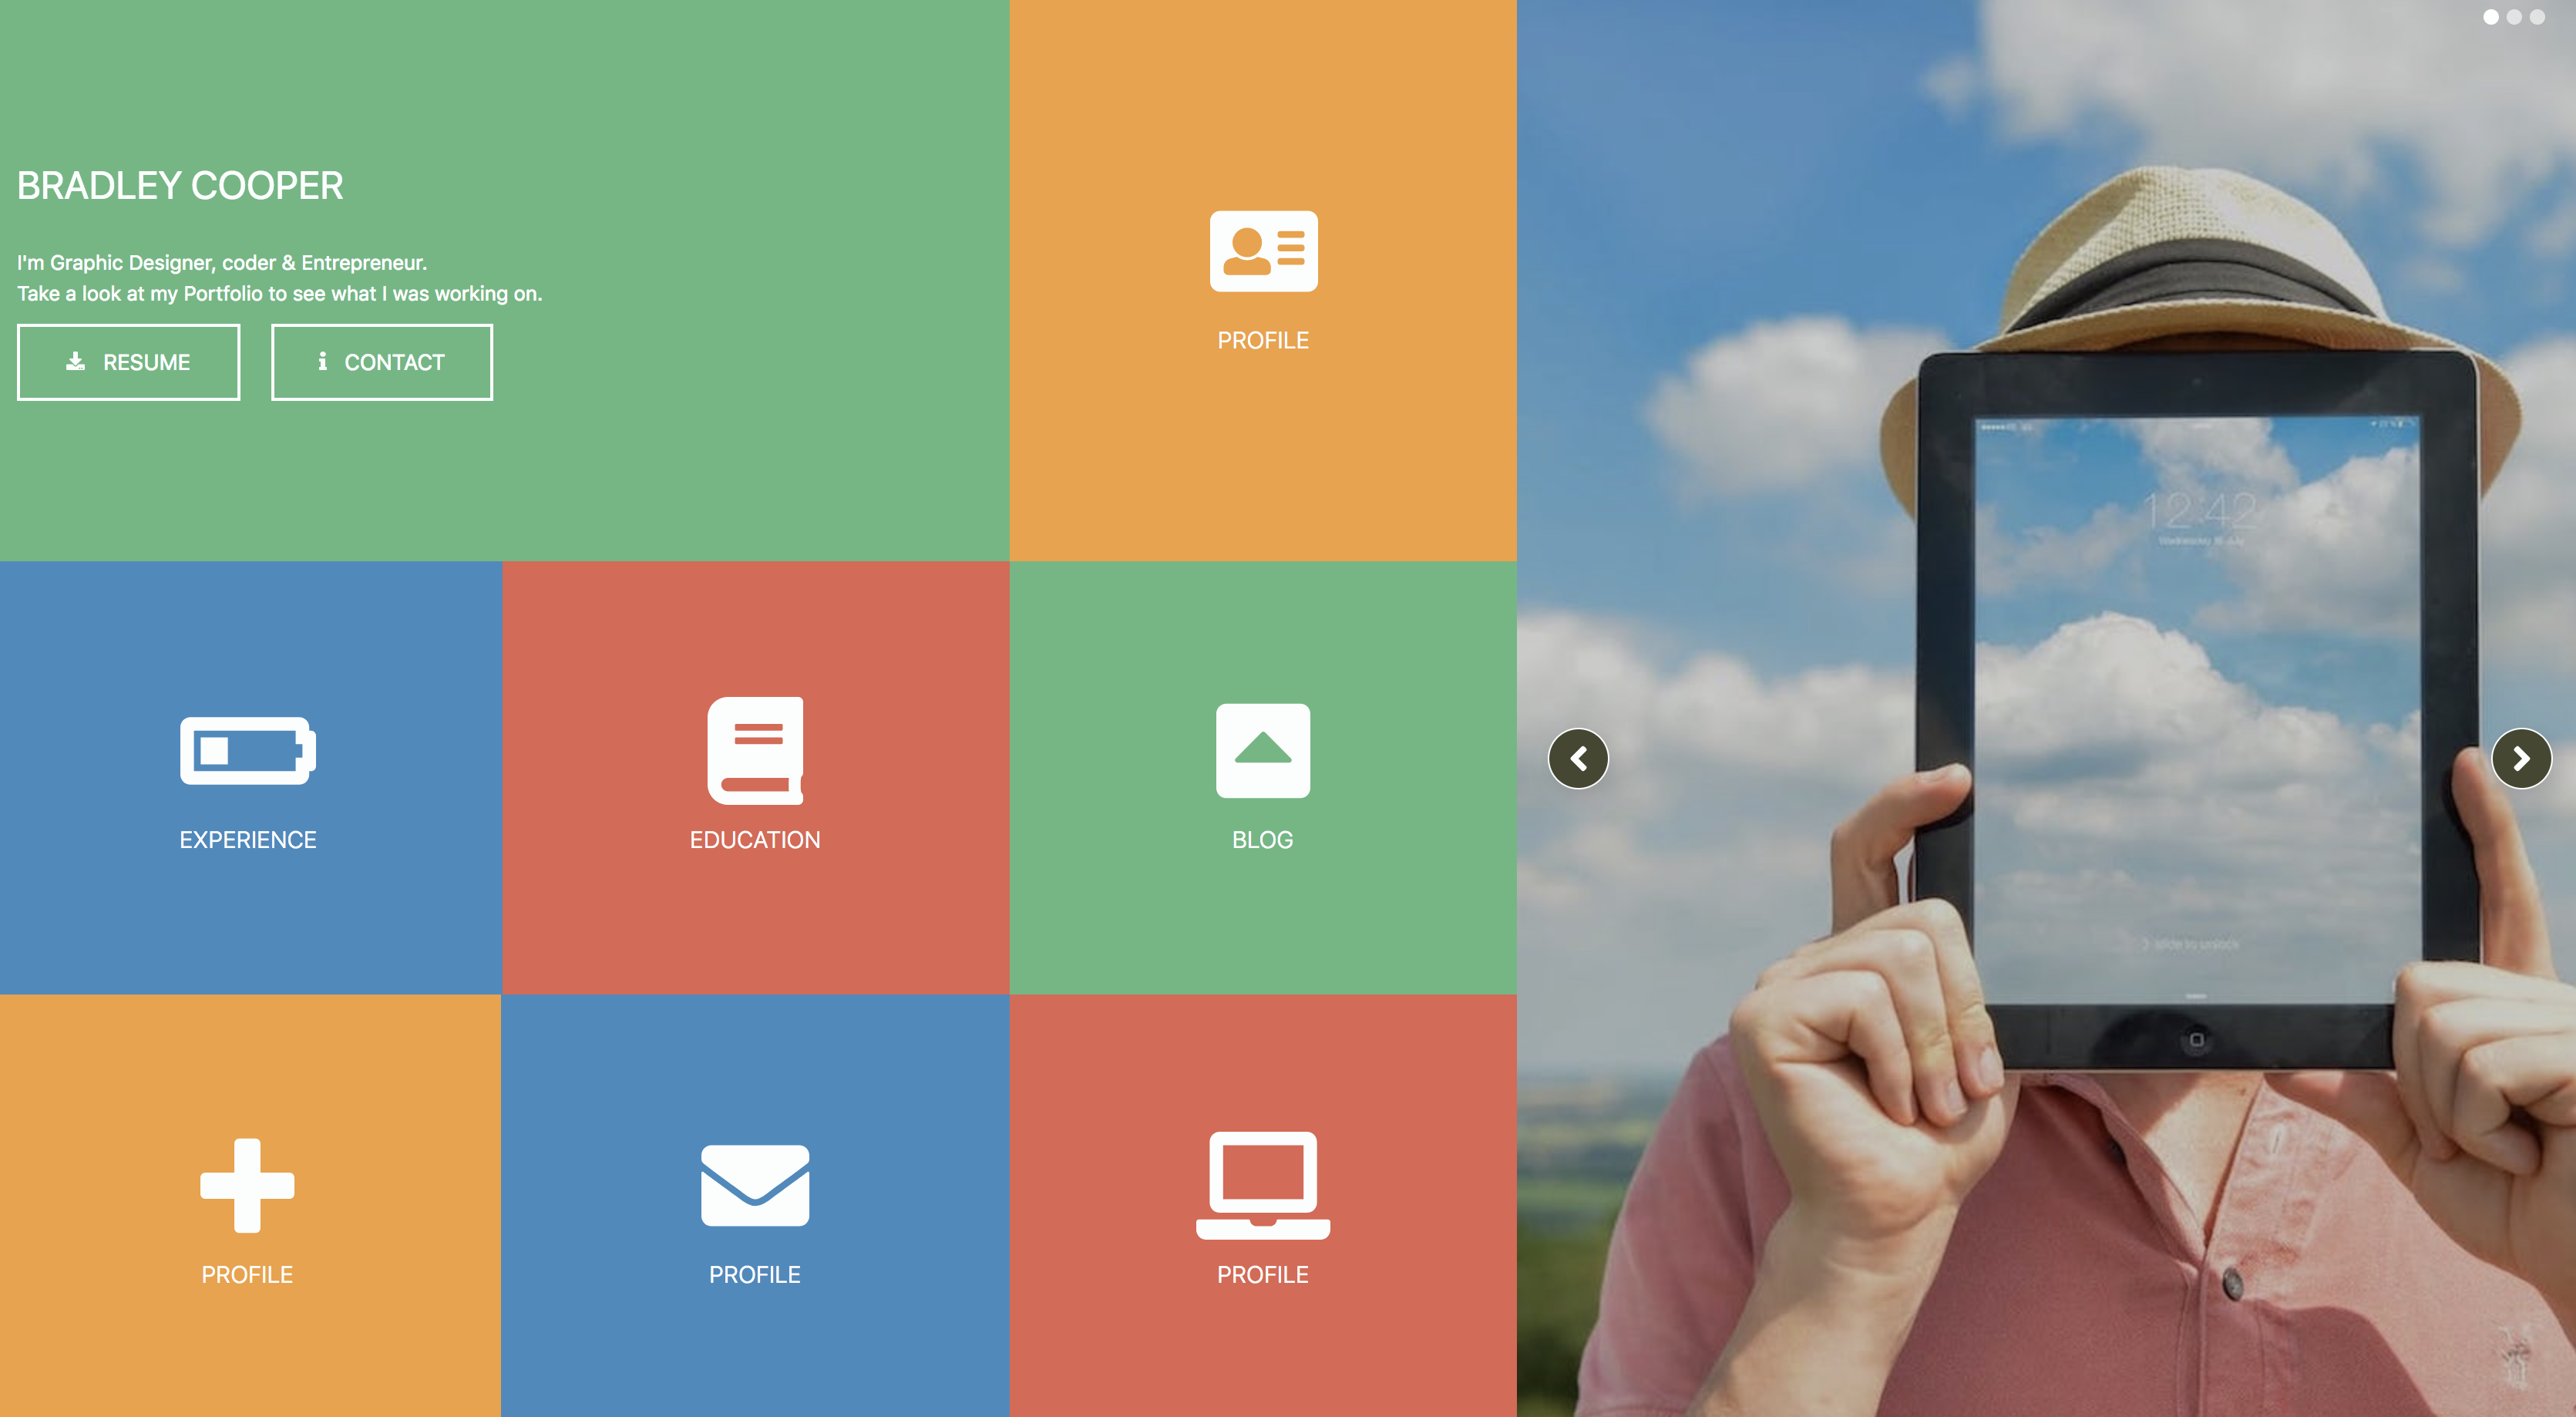 BRADLEY COOPER
I'm Graphic Designer, coder & Entrepreneur.
Take a look at my Portfolio to see what I was working on.
RESUME
CONTACT
PROFILE
EXPERIENCE
EDUCATION
BLOG
PROFILE
PROFILE
PROFILE
12:42
slide to unlock